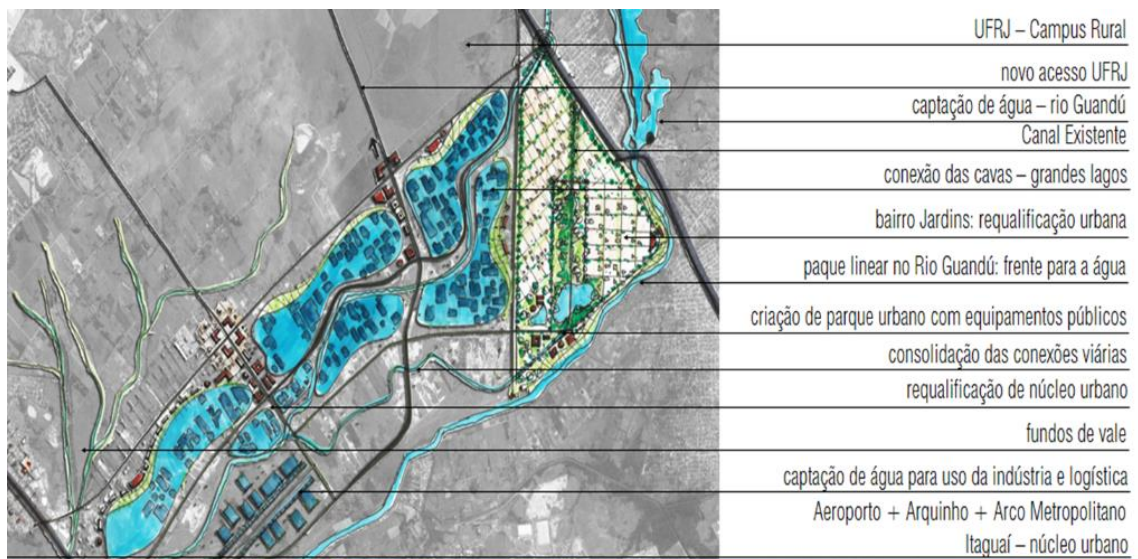 UFRJ – Campus Rural
novo acesso UFRJ
captação de água – rio Guandú
Canal Existente
conexão das cavas – grandes lagos
bairro Jardins: requalificação urbana
paque linear no Rio Guandú: frente para a água
criação de parque urbano com equipamentos públicos
consolidação das conexões viárias
requalificação de núcleo urbano
fundos de vale
captação de água para uso da indústria e logística
Aeroporto + Arquinho + Arco Metropolitano
Itaguaí – núcleo urbano